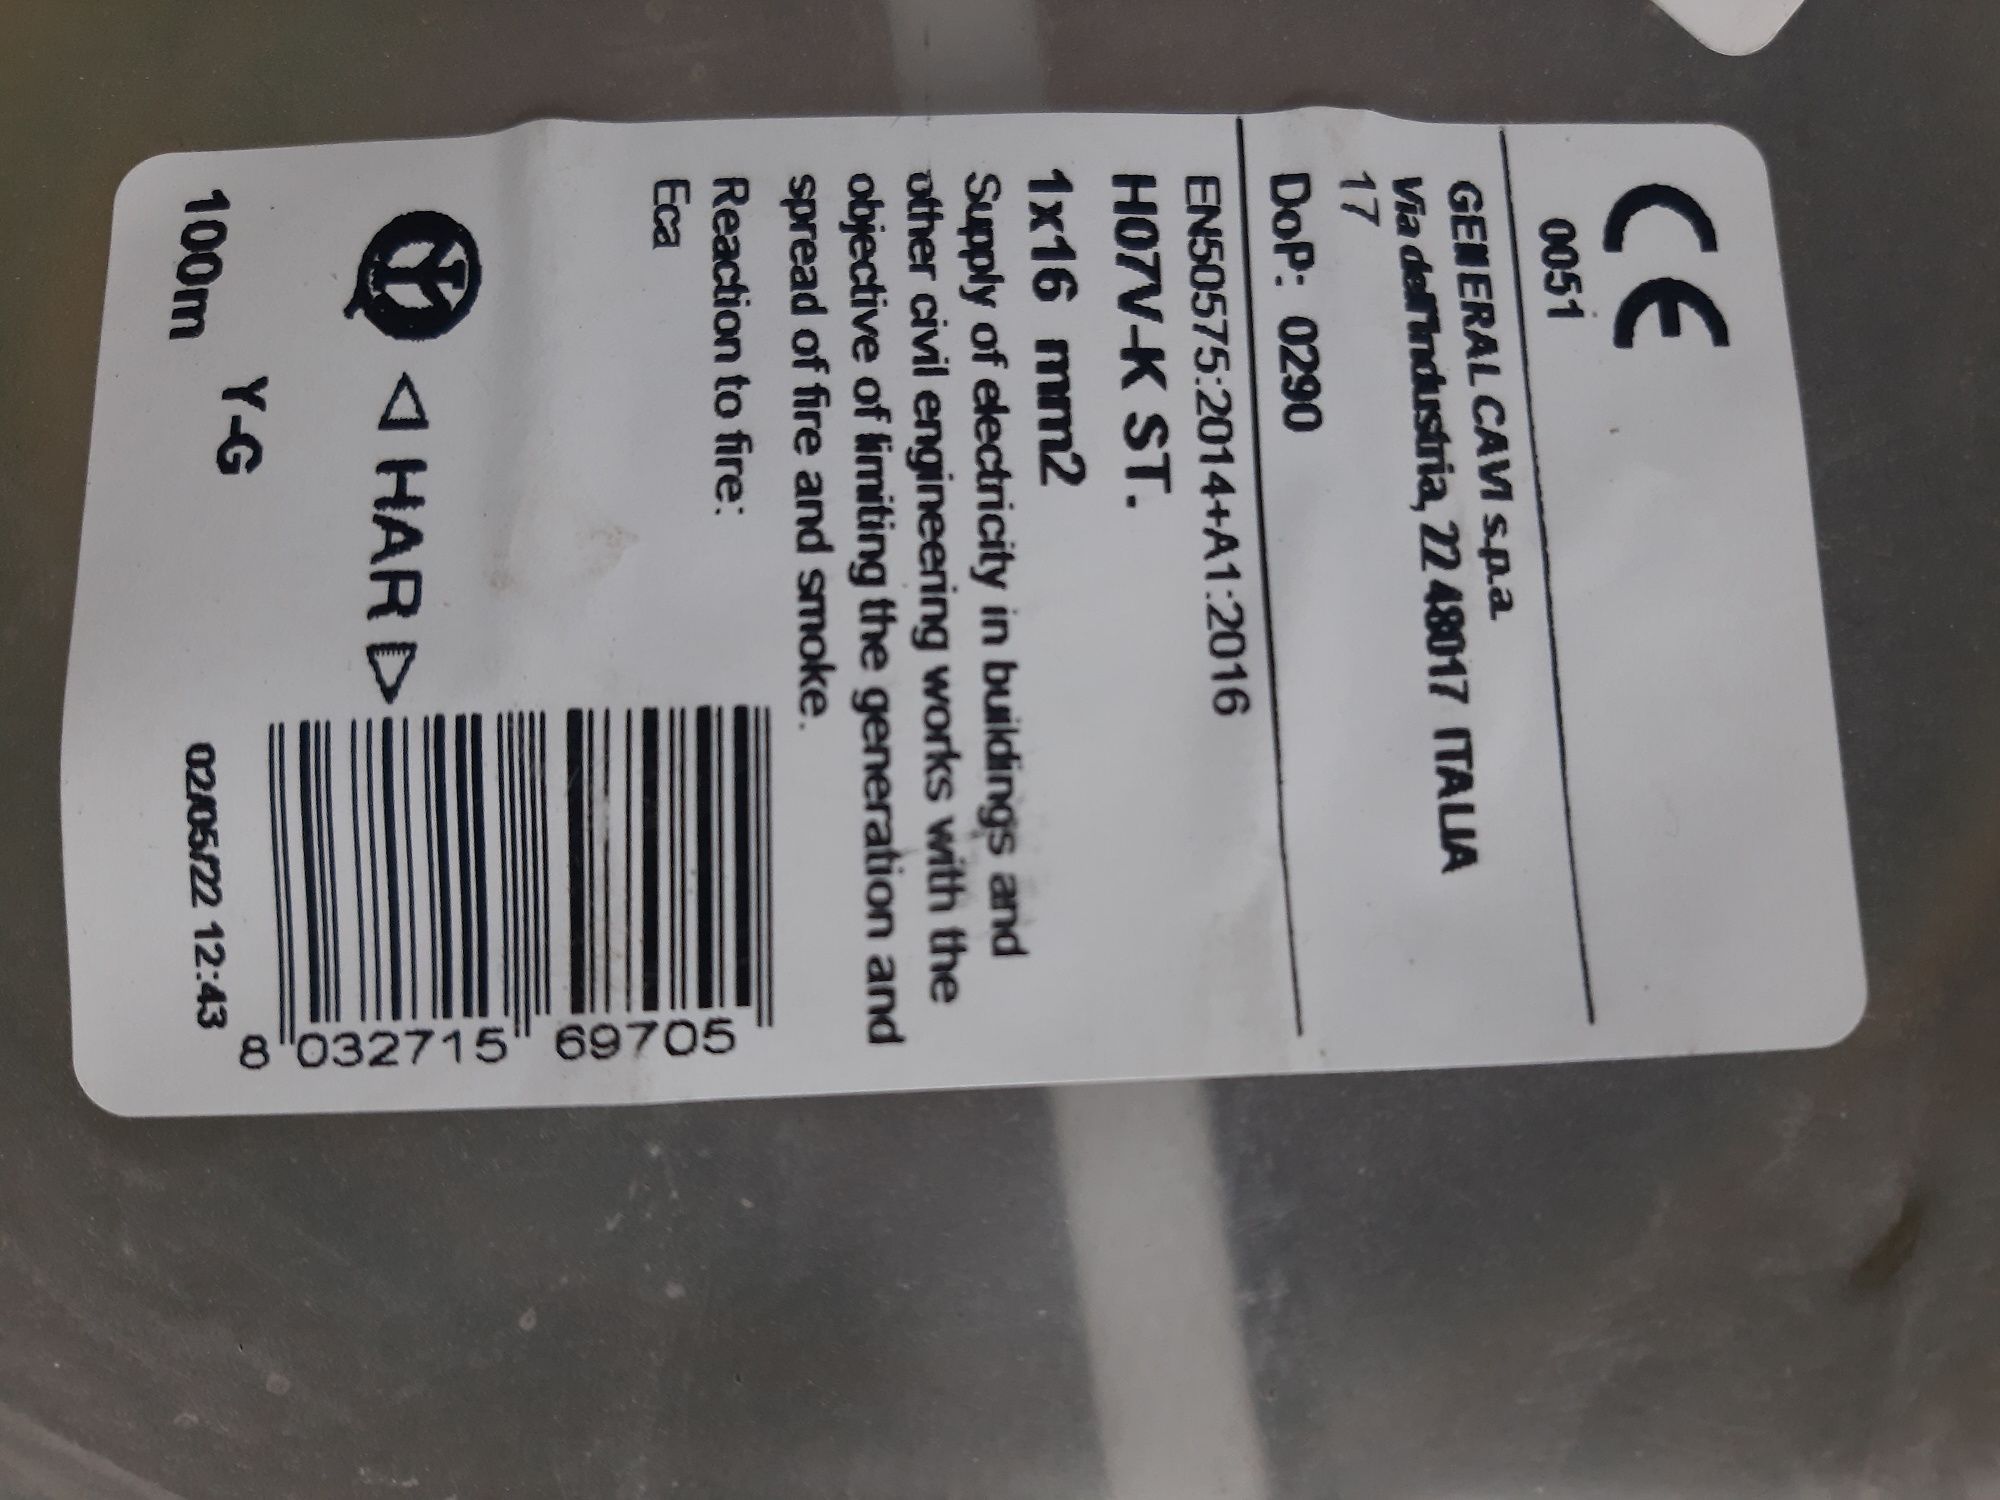 CE
0051
GENERAL CAVI s.p.a
Via dell'Industria, 22 48017 ITALIA
17
DoP: 0290
EN50575:2014+A1:2016
H07V-K ST.
1x16 mm2
Supply of electricity in buildings and
other civil engineering works with the
objective of limiting the generation and
spread of fire and smoke.
Reaction to fire:
Eca
HAR
8 032715 69705
100m Y-G 02/05/22 12:43